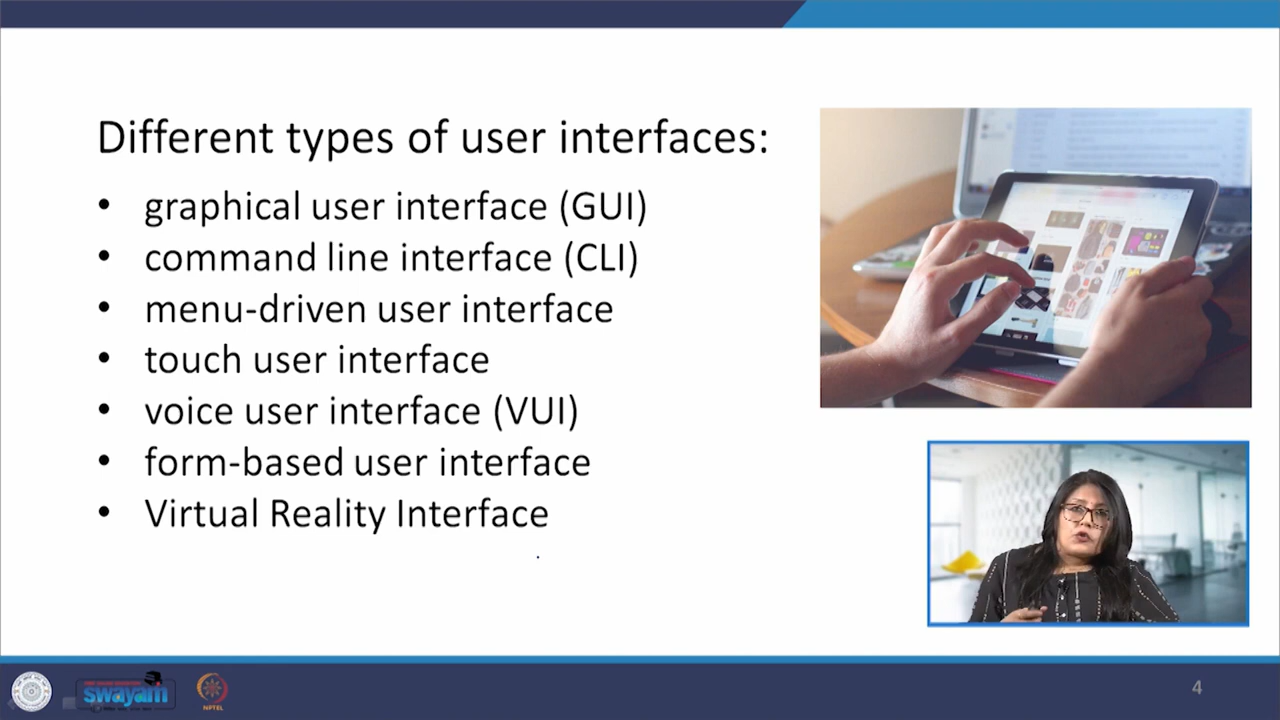 Different types of user interfaces:
• graphical user interface (GUI)
• command line interface (CLI)
• menu-driven user interface
• touch user interface
• voice user interface (VUI)
• form-based user interface
• Virtual Reality Interface
swayam
NPTEL
4